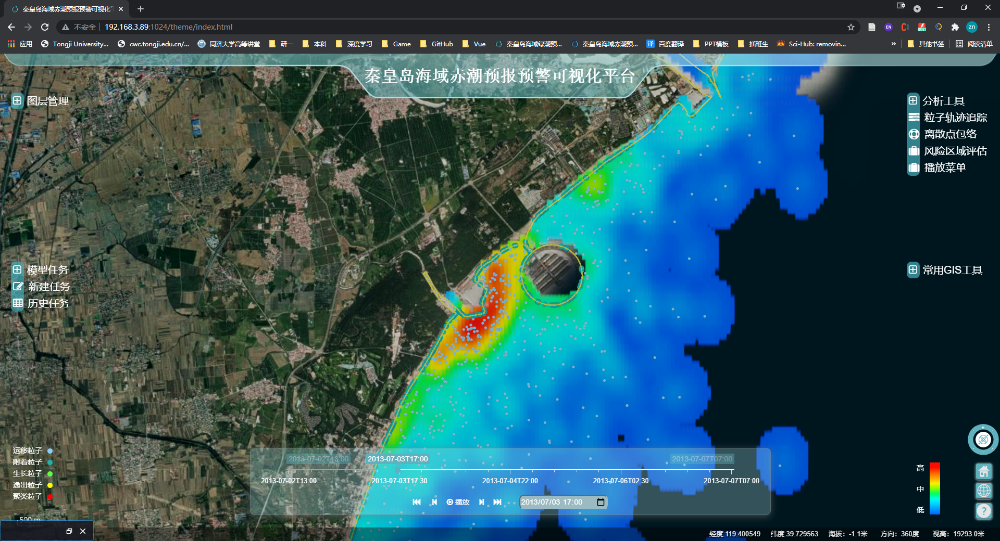 秦皇岛海域赤潮预报预警可视化平
不安全 192.168.3.89:1024/theme/index.html
应用 Tongji University... cwc.tongji.edu.cn/... 同济大学高等讲堂 研一 本科 深度学习 Game GitHub Vue 秦皇岛海域绿潮预... 秦皇岛海域赤潮预... 百度翻译 PPT模板 插班生 Sci-Hub: removin... » 其他书签 阅读清单
秦皇岛海域赤潮预报预警可视化平台
图层管理
模型任务
新建任务
历史任务
分析工具
粒子轨迹追踪
离散点包络
风险区域评估
播放菜单
常用GIS工具
运移粒子
附着粒子
生长粒子
逸出粒子
聚类粒子
500 m
2013-07-02T13:00 2013-07-03T17:00 2013-07-07T07:00
2013-07-02T13:00 2013-07-03T17:30 2013-07-04T22:00 2013-07-06T02:30 2013-07-07T07:00
播放 2013/07/03 17:00
高
中
低
经度:119.400549 纬度:39.729563 海拔：-1.1米 方向：360度 视高：19293.0米